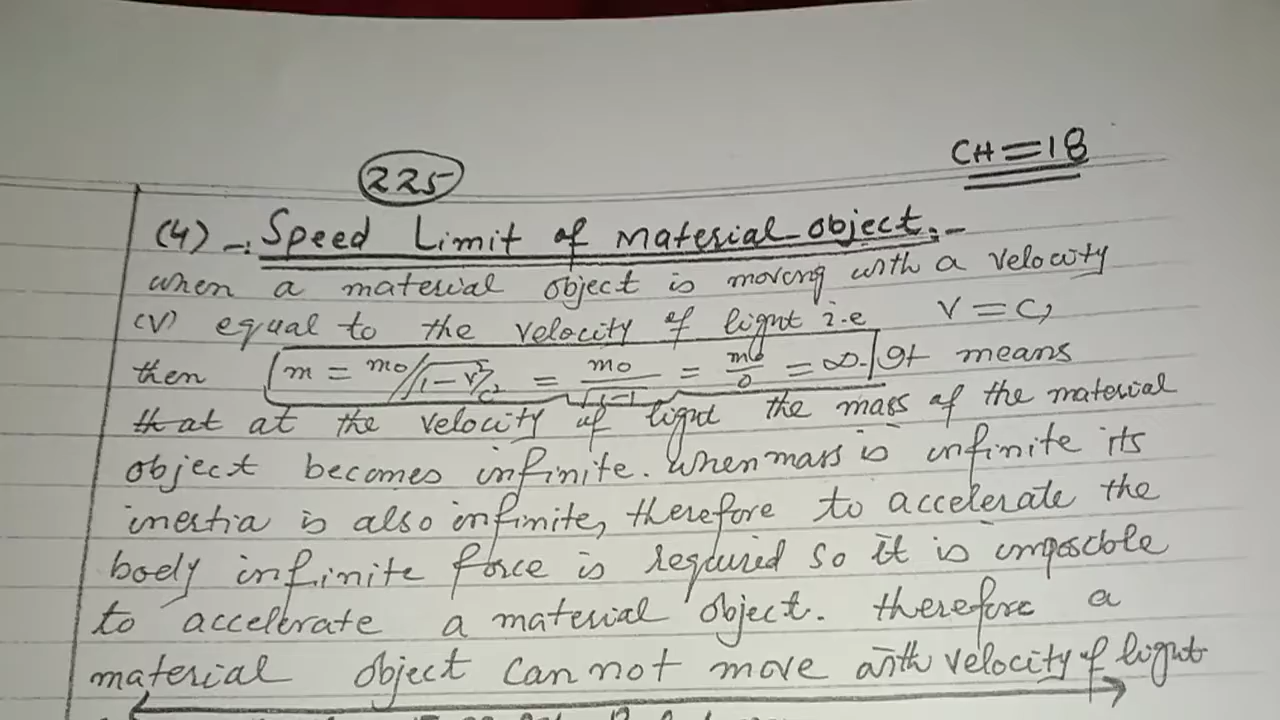 CH = 18
225
(4) -: Speed Limit of Material object :-
when a material object is moving with a velocity
(V) equal to the velocity of light i.e V = C,
then m = mo/√1-v²/c² = mo/√1-1 = mo/0 = ∞. It means
that at the velocity of light the mass of the material
object becomes infinite. When mass is infinite its
inertia is also infinite, therefore to accelerate the
body infinite force is required so it is impossible
to accelerate a material object. therefore a
material object can not move with velocity of light